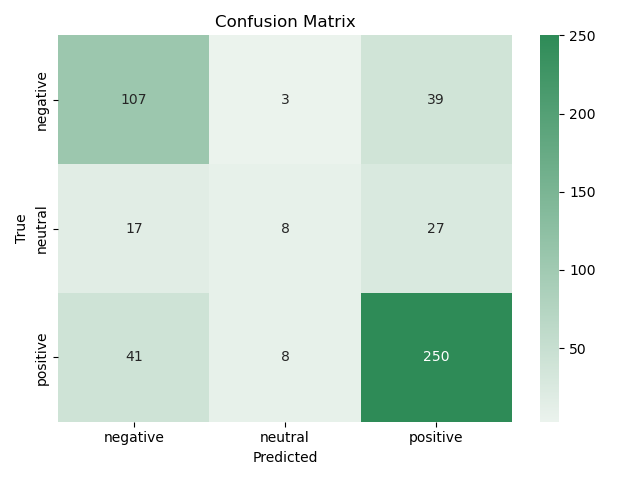 Confusion Matrix
True
negative
neutral
positive
107 3 39
17 8 27
41 8 250
negative neutral positive
Predicted
250
200
150
100
50